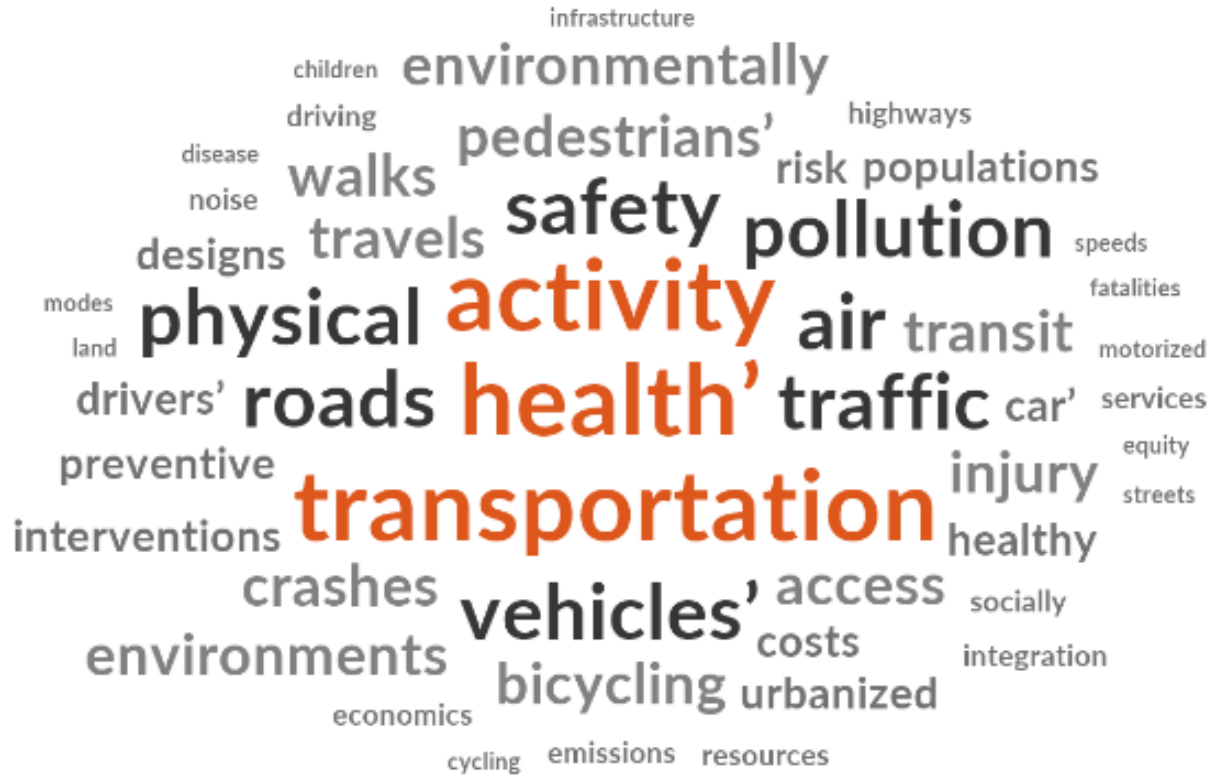 infrastructure
children environmentally
driving pedestrians’ highways
disease walks risk populations
noise travels safety pollution
designs activity speeds
modes physical air transit fatalities
land motorized
drivers’ roads health’ traffic car’ services
preventive equity
transportation injury streets
interventions healthy
crashes vehicles’ access socially
environments costs integration
bicycling urbanized
economics
cycling emissions resources